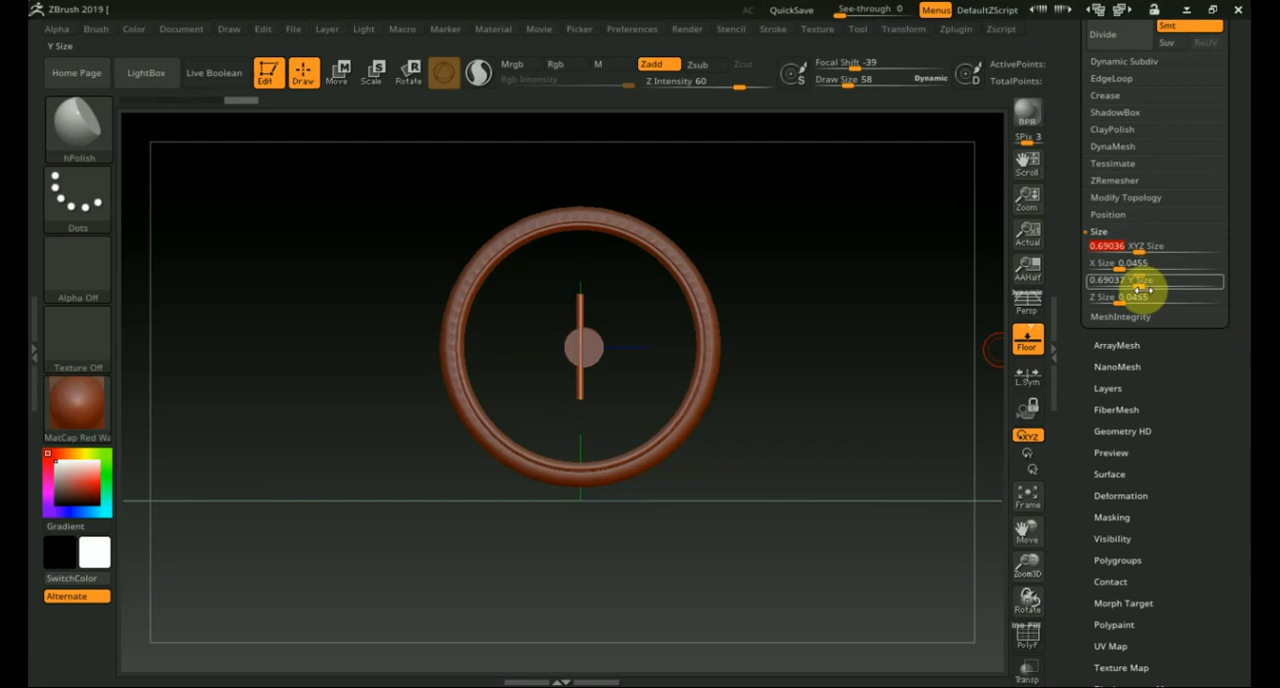 ZBrush 2019 [
AC QuickSave See-through 0 Menus DefaultZScript
Alpha Brush Color Document Draw Edit File Layer Light Macro Marker Material Movie Picker Preferences Render Stencil Stroke Texture Tool Transform Zplugin Zscript
Y Size
Home Page LightBox Live Boolean Edit Draw Move Scale Rotate
Mrgb Rgb M Zadd Zsub Zcut
Rgb Intensity Z Intensity 60
Focal Shift -39
Draw Size 58 Dynamic
ActivePoints:
TotalPoints:
S
D
hPolish
Dots
Alpha Off
Texture Off
MatCap Red Wa
Gradient
SwitchColor
Alternate
BPR
SPix 3
Scroll
Zoom
Actual
AAHalf
Dynamic
Persp
Floor
L.Sym
XYZ
Y
Z
Frame
Move
Zoom3D
Rotate
PolyF
Transp
Divide
Smt
Suv ReUV
Dynamic Subdiv
EdgeLoop
Crease
ShadowBox
ClayPolish
DynaMesh
Tessimate
ZRemesher
Modify Topology
Position
Size
0.69036 XYZ Size
X Size 0.0455
0.69037 Y Size
Z Size 0.0455
MeshIntegrity
ArrayMesh
NanoMesh
Layers
FiberMesh
Geometry HD
Preview
Surface
Deformation
Masking
Visibility
Polygroups
Contact
Morph Target
Polypaint
UV Map
Texture Map